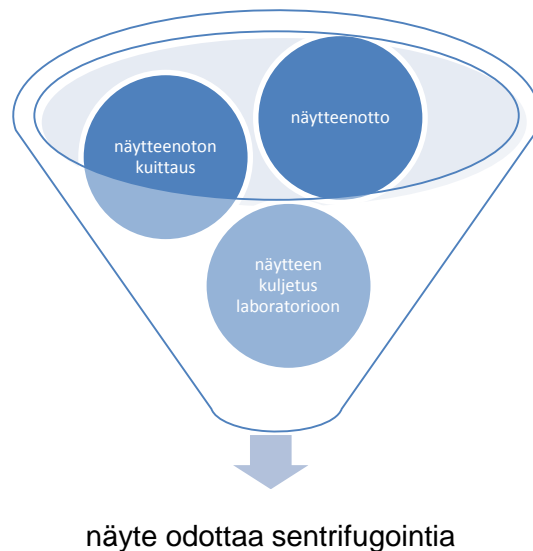 näytteenotto
näytteenoton
kuittaus
näytteen
kuljetus
laboratorioon
näyte odottaa sentrifugointia